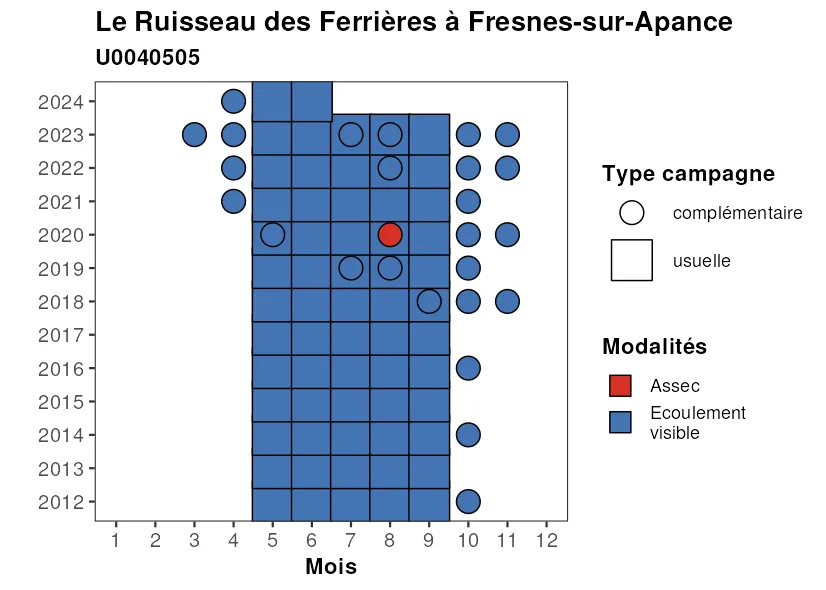 Le Ruisseau des Ferrières à Fresnes-sur-Apance
U0040505
2024
2023
2022
2021
2020
2019
2018
2017
2016
2015
2014
2013
2012
1 2 3 4 5 6 7 8 9 10 11 12
Mois
Type campagne
complémentaire
usuelle
Modalités
Assec
Ecoulement
visible